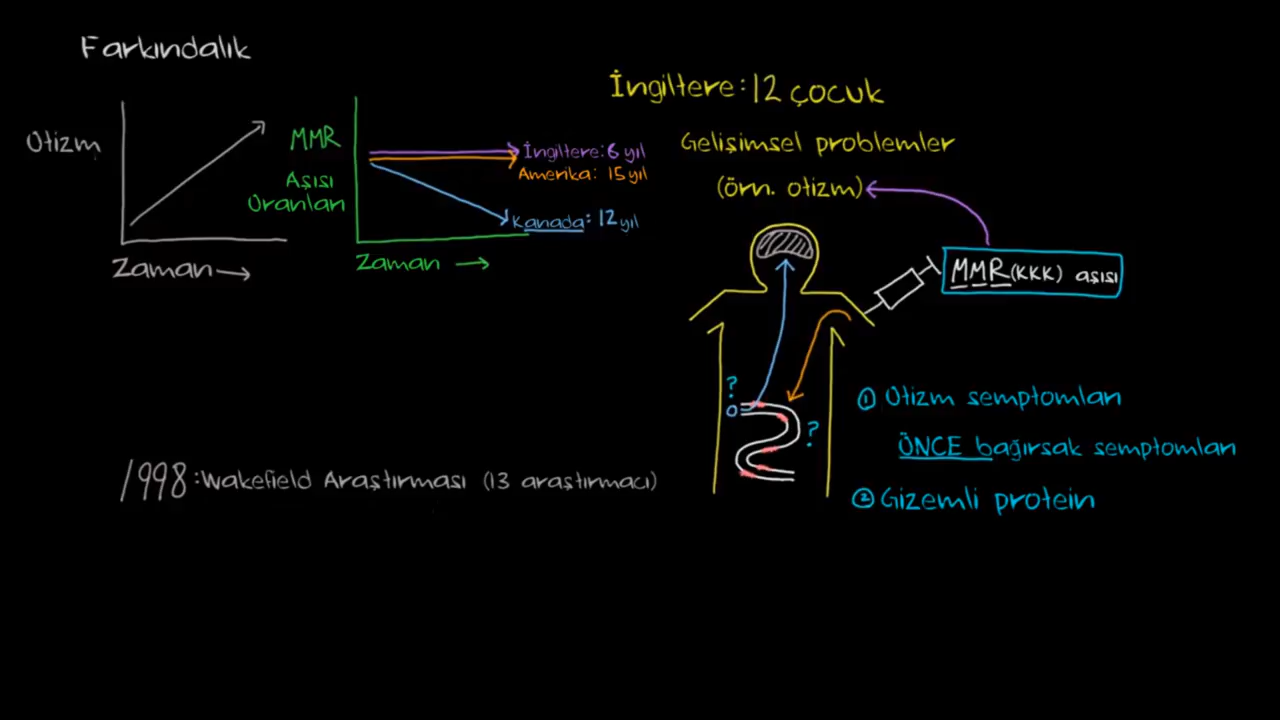 Farkındalık
Otizm
Zaman
MMR
Aşısı
Oranları
Zaman
İngiltere: 6 yıl
Amerika: 15 yıl
Kanada: 12 yıl
1998: Wakefield Araştırması (13 araştırmacı)
İngiltere: 12 çocuk
Gelişimsel problemler
(örn. otizm)
MMR (KKK) aşısı
?
?
① Otizm semptomları
ÖNCE bağırsak semptomları
② Gizemli protein